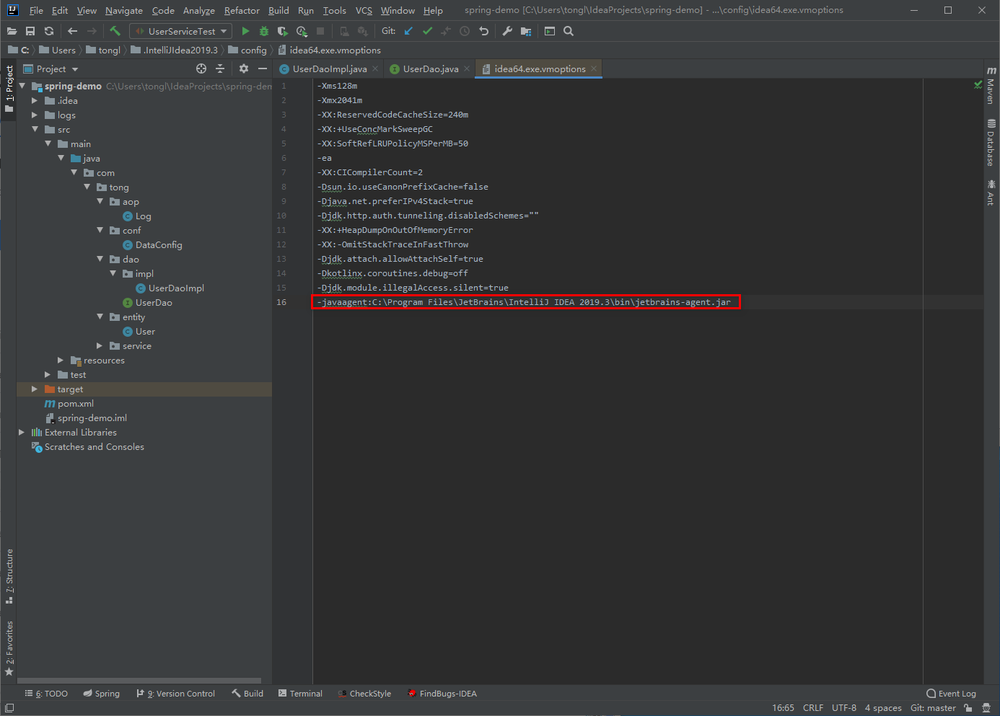 File Edit View Navigate Code Analyze Refactor Build Run Tools VCS Window Help spring-demo [C:\Users\tongl\IdeaProjects\spring-demo] - ...\config\idea64.exe.vmoptions
UserServiceTest Git:
C: Users tongl .IntelliJIdea2019.3 config idea64.exe.vmoptions
Project
UserDaoImpl.java UserDao.java idea64.exe.vmoptions
1: Project
7: Structure
2: Favorites
spring-demo C:\Users\tongl\IdeaProjects\spring-dem
.idea
logs
src
main
java
com
tong
aop
Log
conf
DataConfig
dao
impl
UserDaoImpl
UserDao
entity
User
service
resources
test
target
pom.xml
spring-demo.iml
External Libraries
Scratches and Consoles
1 -Xms128m
2 -Xmx2041m
3 -XX:ReservedCodeCacheSize=240m
4 -XX:+UseConcMarkSweepGC
5 -XX:SoftRefLRUPolicyMSPerMB=50
6 -ea
7 -XX:CICompilerCount=2
8 -Dsun.io.useCanonPrefixCache=false
9 -Djava.net.preferIPv4Stack=true
10 -Djdk.http.auth.tunneling.disabledSchemes=""
11 -XX:+HeapDumpOnOutOfMemoryError
12 -XX:-OmitStackTraceInFastThrow
13 -Djdk.attach.allowAttachSelf=true
14 -Dkotlinx.coroutines.debug=off
15 -Djdk.module.illegalAccess.silent=true
16 -javaagent:C:\Program Files\JetBrains\IntelliJ IDEA 2019.3\bin\jetbrains-agent.jar
Maven
Database
Ant
6: TODO Spring 9: Version Control Build Terminal CheckStyle FindBugs-IDEA Event Log
16:65 CRLF UTF-8 4 spaces Git: master